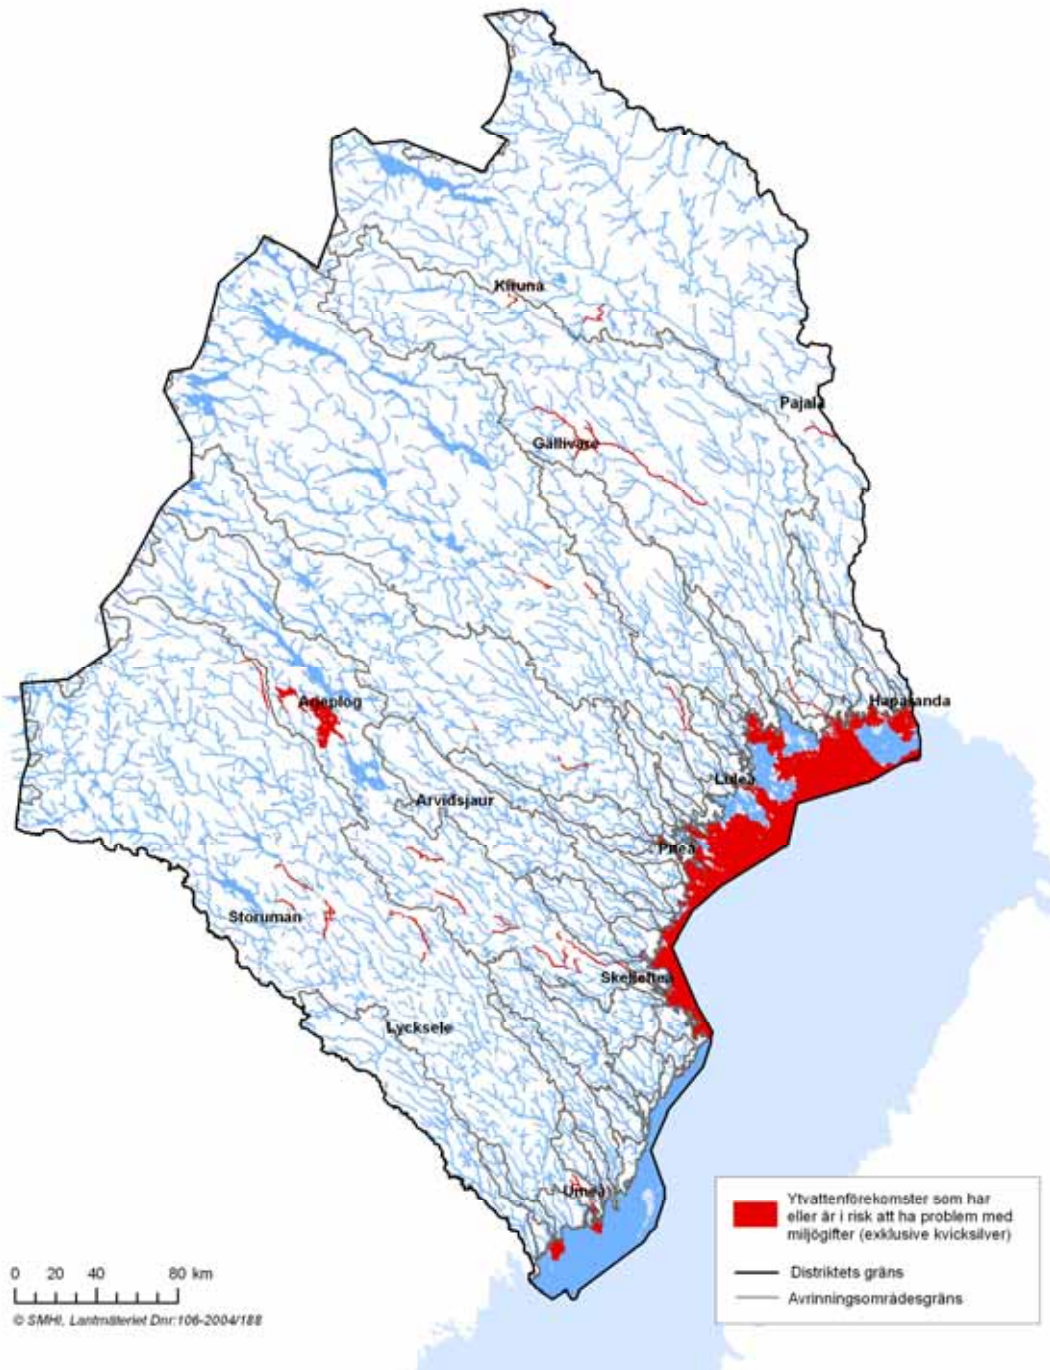 Kiruna
Pajala
Gällivare
Haparanda
Arjeplog
Luleå
Arvidsjaur
Piteå
Storuman
Skellefteå
Lycksele
Umeå
Ytvattenförekomster som har
eller är i risk att ha problem med
miljögifter (exklusive kvicksilver)
Distriktets gräns
Avrinningsområdesgräns
0 20 40 80 km
© SMHI, Lantmäteriet Dnr:106-2004/188